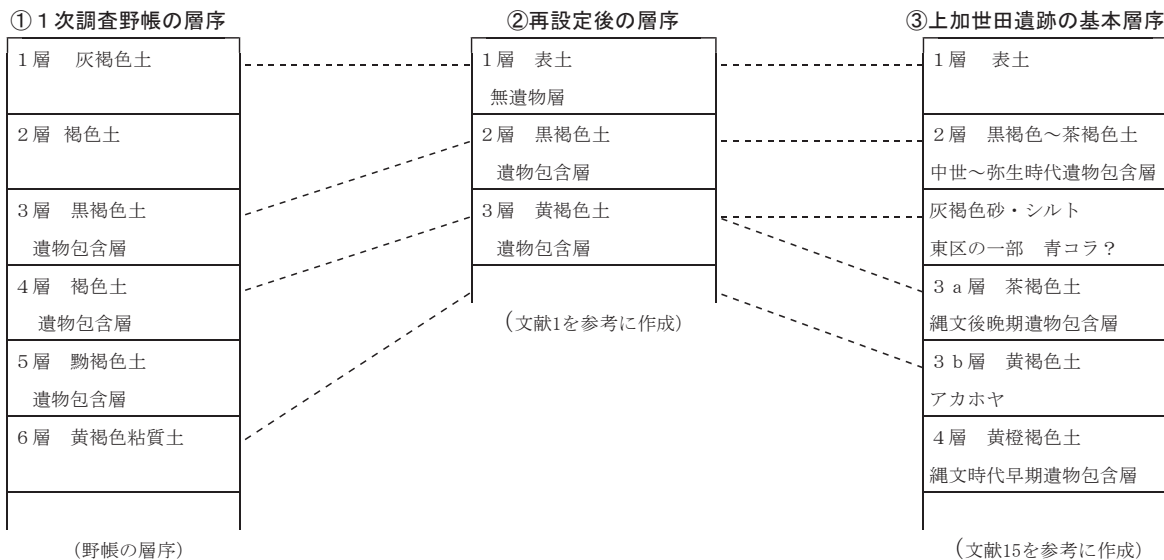 ①１次調査野帳の層序
1層　灰褐色土
2層 褐色土
3層　黒褐色土
遺物包含層
4層　褐色土
遺物包含層
5層　黝褐色土
遺物包含層
6層　黄褐色粘質土
(野帳の層序)
②再設定後の層序
1層　表土
無遺物層
2層　黒褐色土
遺物包含層
3層　黄褐色土
遺物包含層
(文献1を参考に作成)
③上加世田遺跡の基本層序
1層　表土
2層　黒褐色～茶褐色土
中世～弥生時代遺物包含層
灰褐色砂・シルト
東区の一部　青コラ？
3ａ層　茶褐色土
縄文後晩期遺物包含層
3ｂ層　黄褐色土
アカホヤ
4層　黄橙褐色土
縄文時代早期遺物包含層
(文献15を参考に作成)